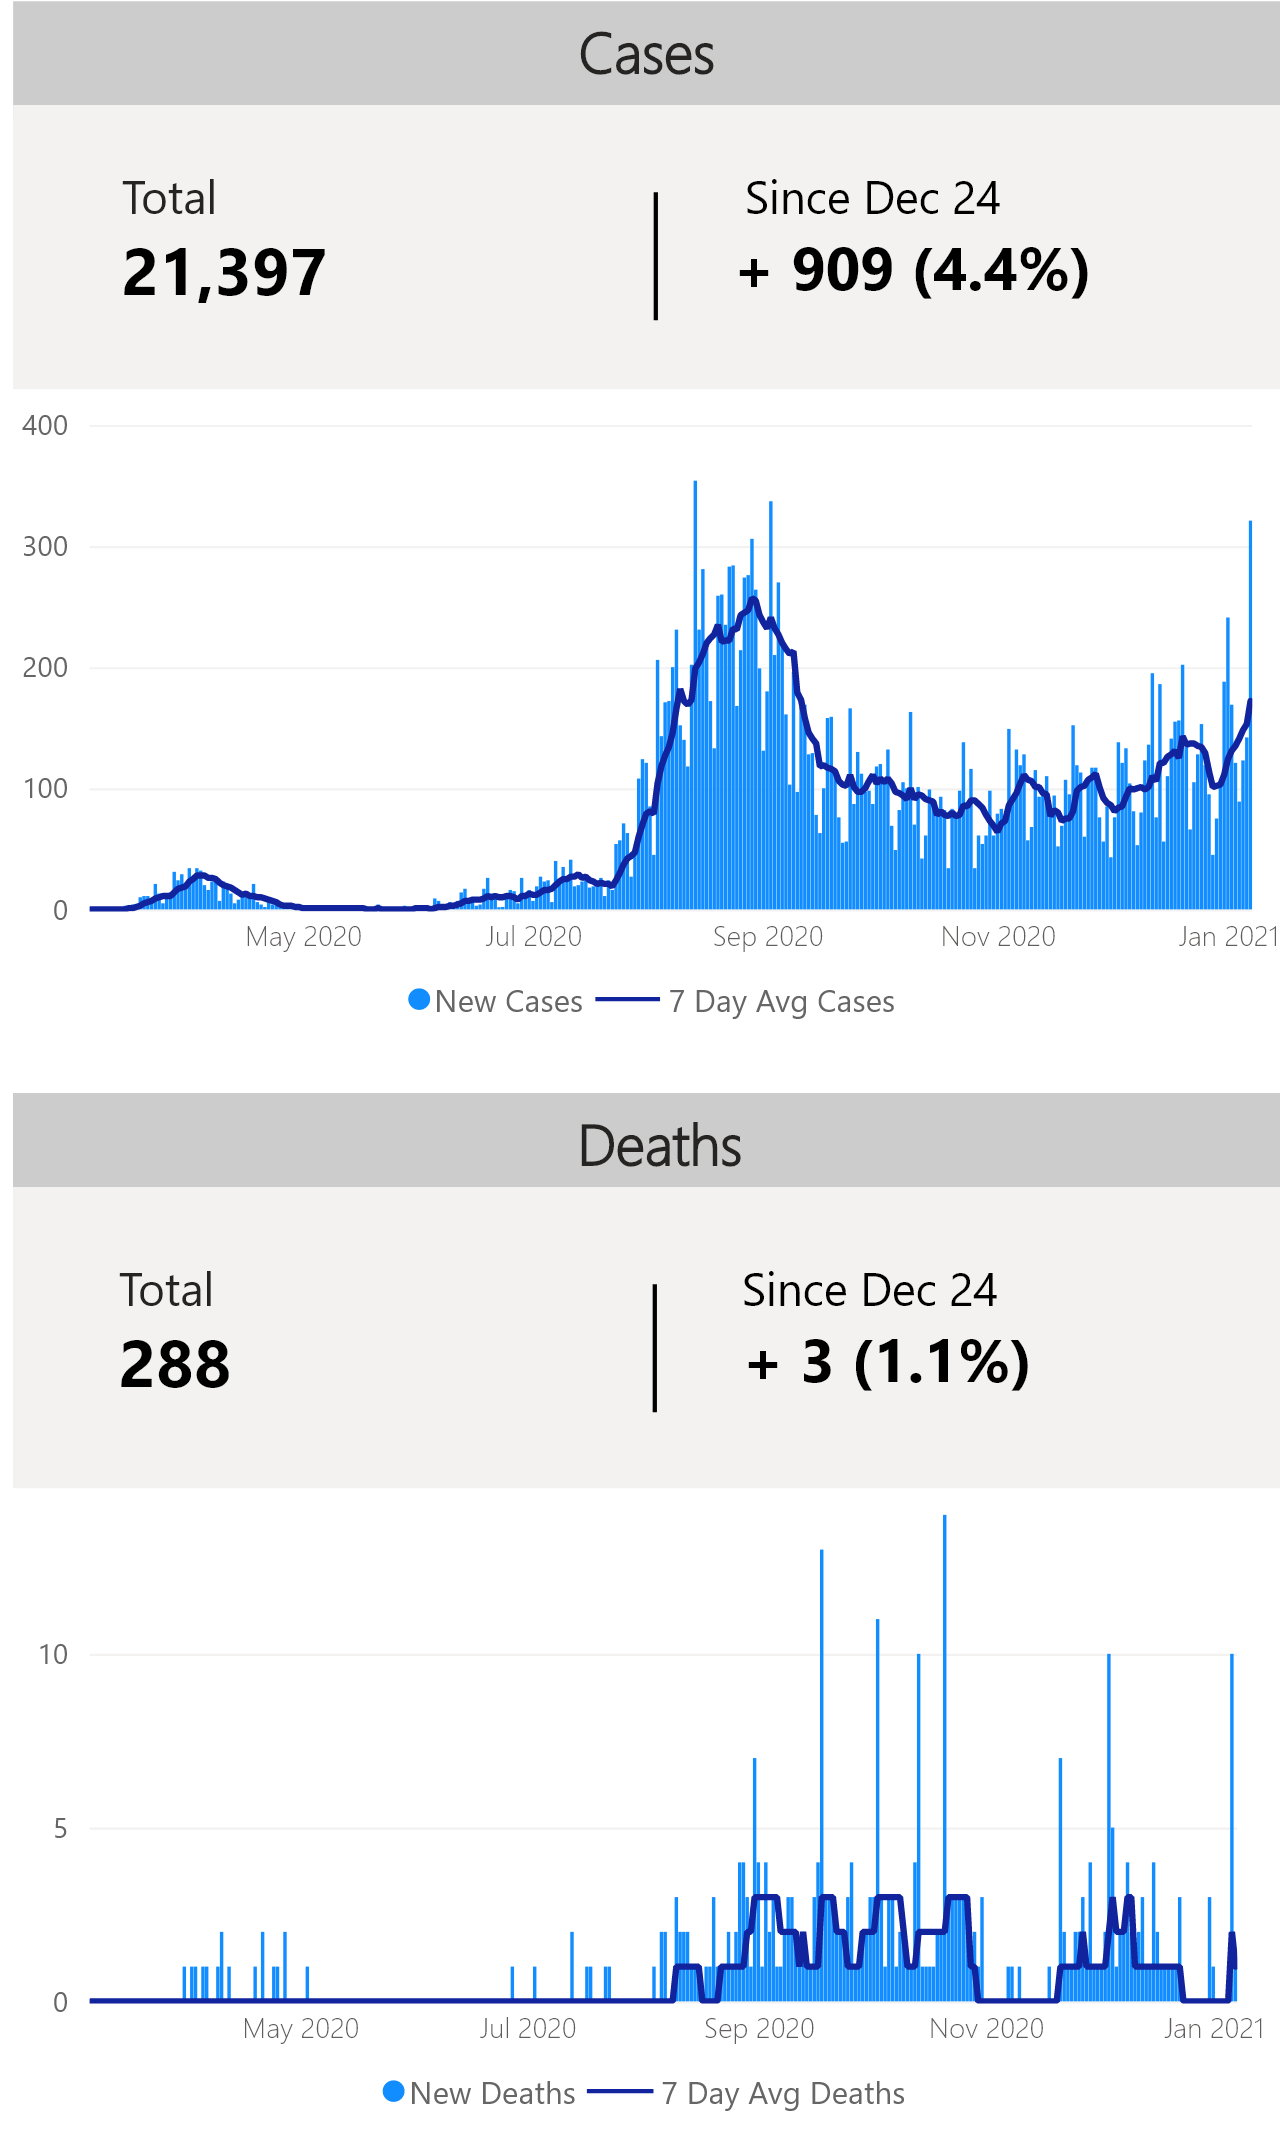 Cases
Total
Since Dec 24
21,397
+ 909 (4.4%)
400
300
200
100
0
May 2020
Jul 2020
Sep 2020
Nov 2020
Jan 2021
New Cases
7 Day Avg Cases
Deaths
Total
Since Dec 24
288
+ 3 (1.1%)
10
5
0
May 2020
Jul 2020
Sep 2020
Nov 2020
Jan 2021
New Deaths
7 Day Avg Deaths